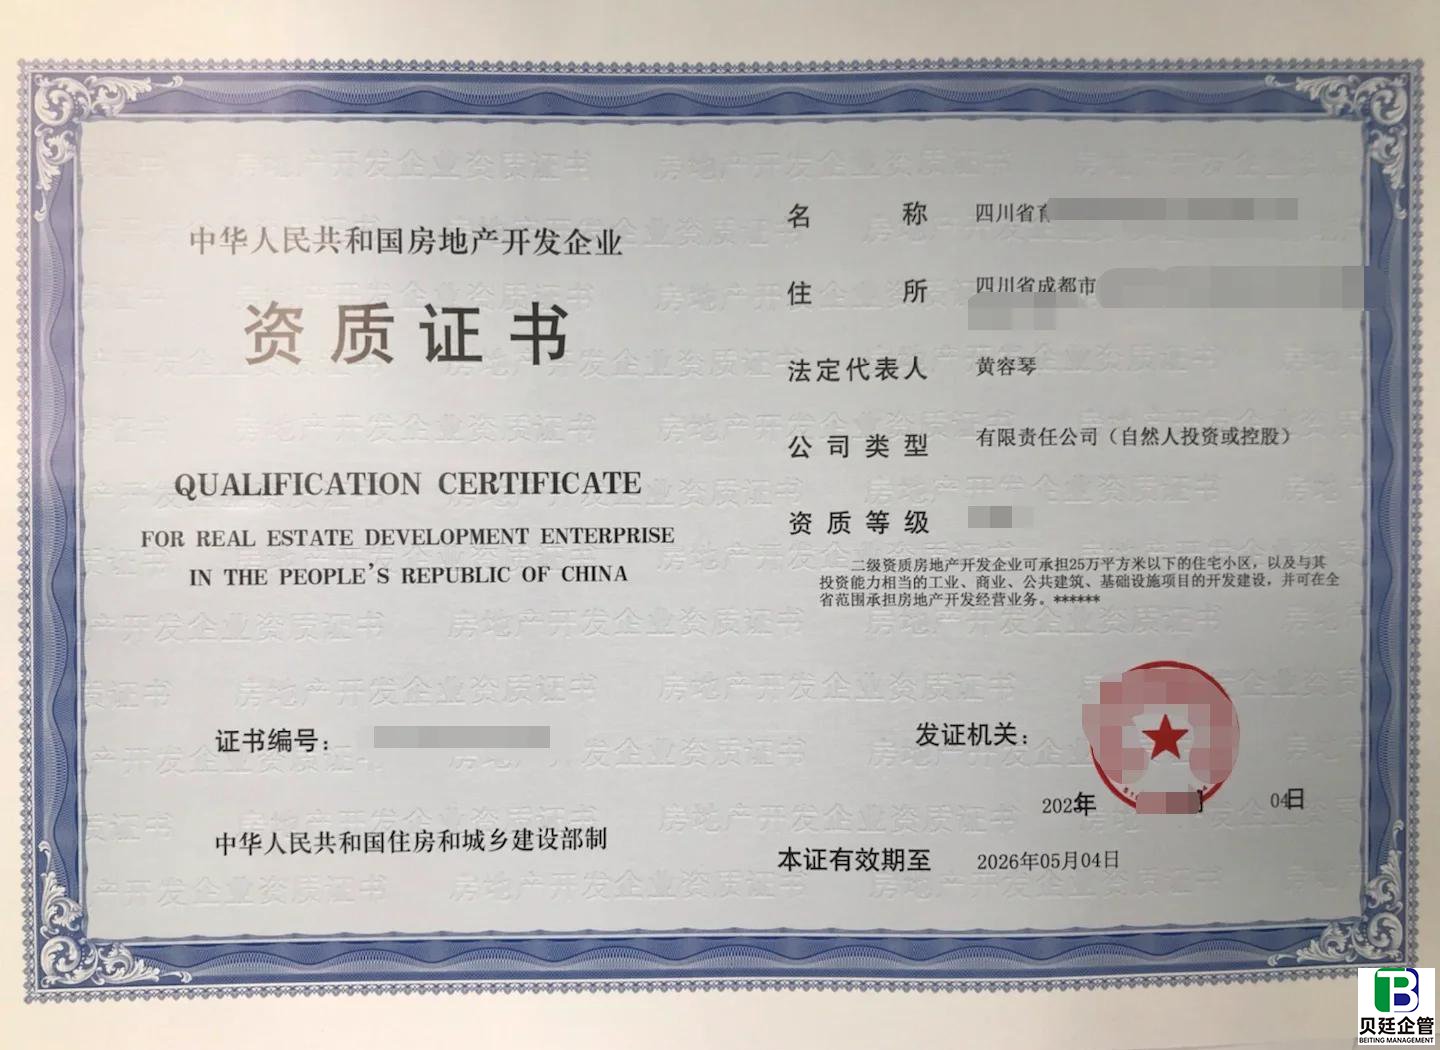 中华人民共和国房地产开发企业
资质证书
QUALIFICATION CERTIFICATE
FOR REAL ESTATE DEVELOPMENT ENTERPRISE
IN THE PEOPLE'S REPUBLIC OF CHINA
证书编号：
中华人民共和国住房和城乡建设部制
名称 四川省育
住所 四川省成都市
法定代表人 黄容琴
公司类型 有限责任公司（自然人投资或控股）
资质等级
二级资质房地产开发企业可承担25万平方米以下的住宅小区，以及与其
投资能力相当的工业、商业、公共建筑、基础设施项目的开发建设，并可在全
省范围承担房地产开发经营业务。******
发证机关：
2023年 月 04日
本证有效期至 2026年05月04日
贝廷企管
BEITING MANAGEMENT